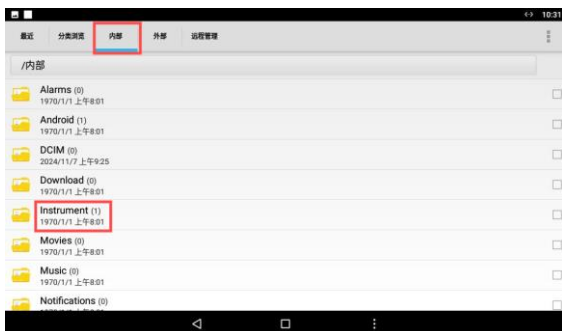 10:31
最近 分类浏览 内部 外部 远程管理
/内部
Alarms (0)
1970/1/1 上午8:01
Android (1)
1970/1/1 上午8:01
DCIM (0)
2024/11/7 上午9:25
Download (0)
1970/1/1 上午8:01
Instrument (1)
1970/1/1 上午8:01
Movies (0)
1970/1/1 上午8:01
Music (0)
1970/1/1 上午8:01
Notifications (0)